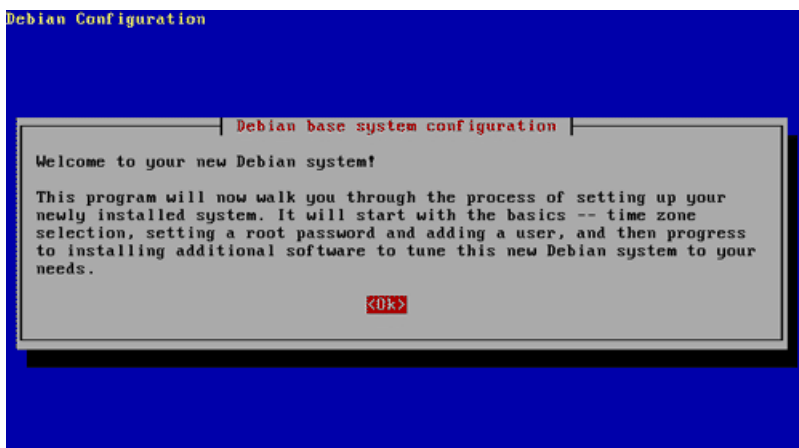 Debian Configuration
Debian base system configuration
Welcome to your new Debian system!
This program will now walk you through the process of setting up your
newly installed system. It will start with the basics -- time zone
selection, setting a root password and adding a user, and then progress
to installing additional software to tune this new Debian system to your
needs.
<Ok>